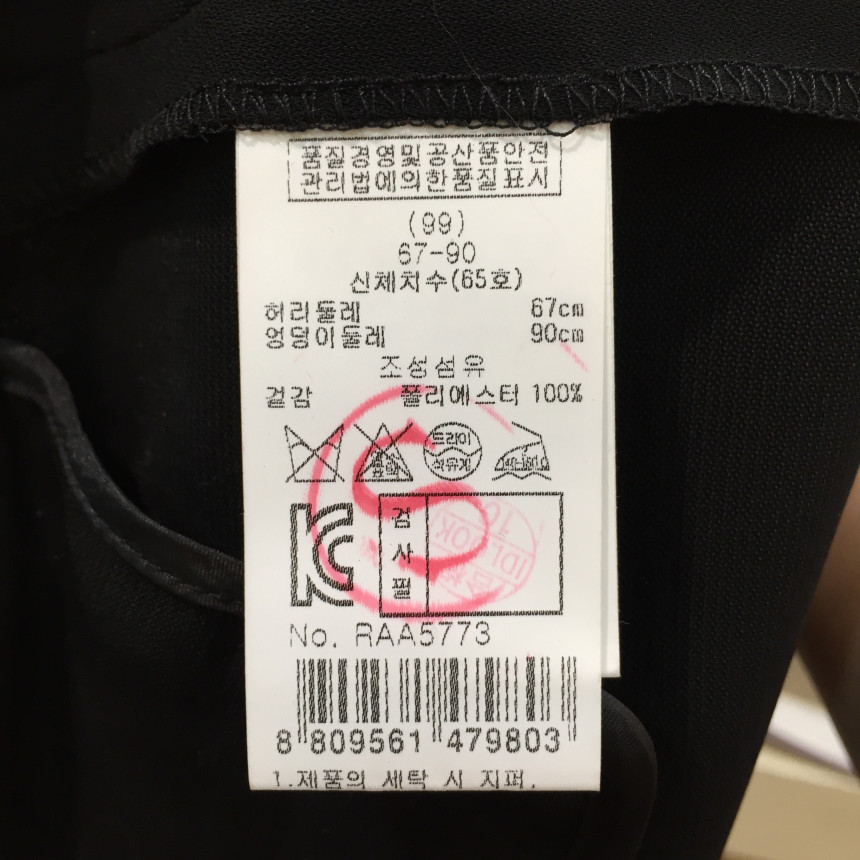 품질경영및공산품안전
관리법에의한품질표시
(99)
67-90
신체치수(65호)
허리둘레 67cm
엉덩이둘레 90cm
조성섬유
겉감 폴리에스터 100%
드라이
석유계
KC
검
사
필
No. RAA5773
8 809561 479803
1.제품의 세탁 시 지퍼,